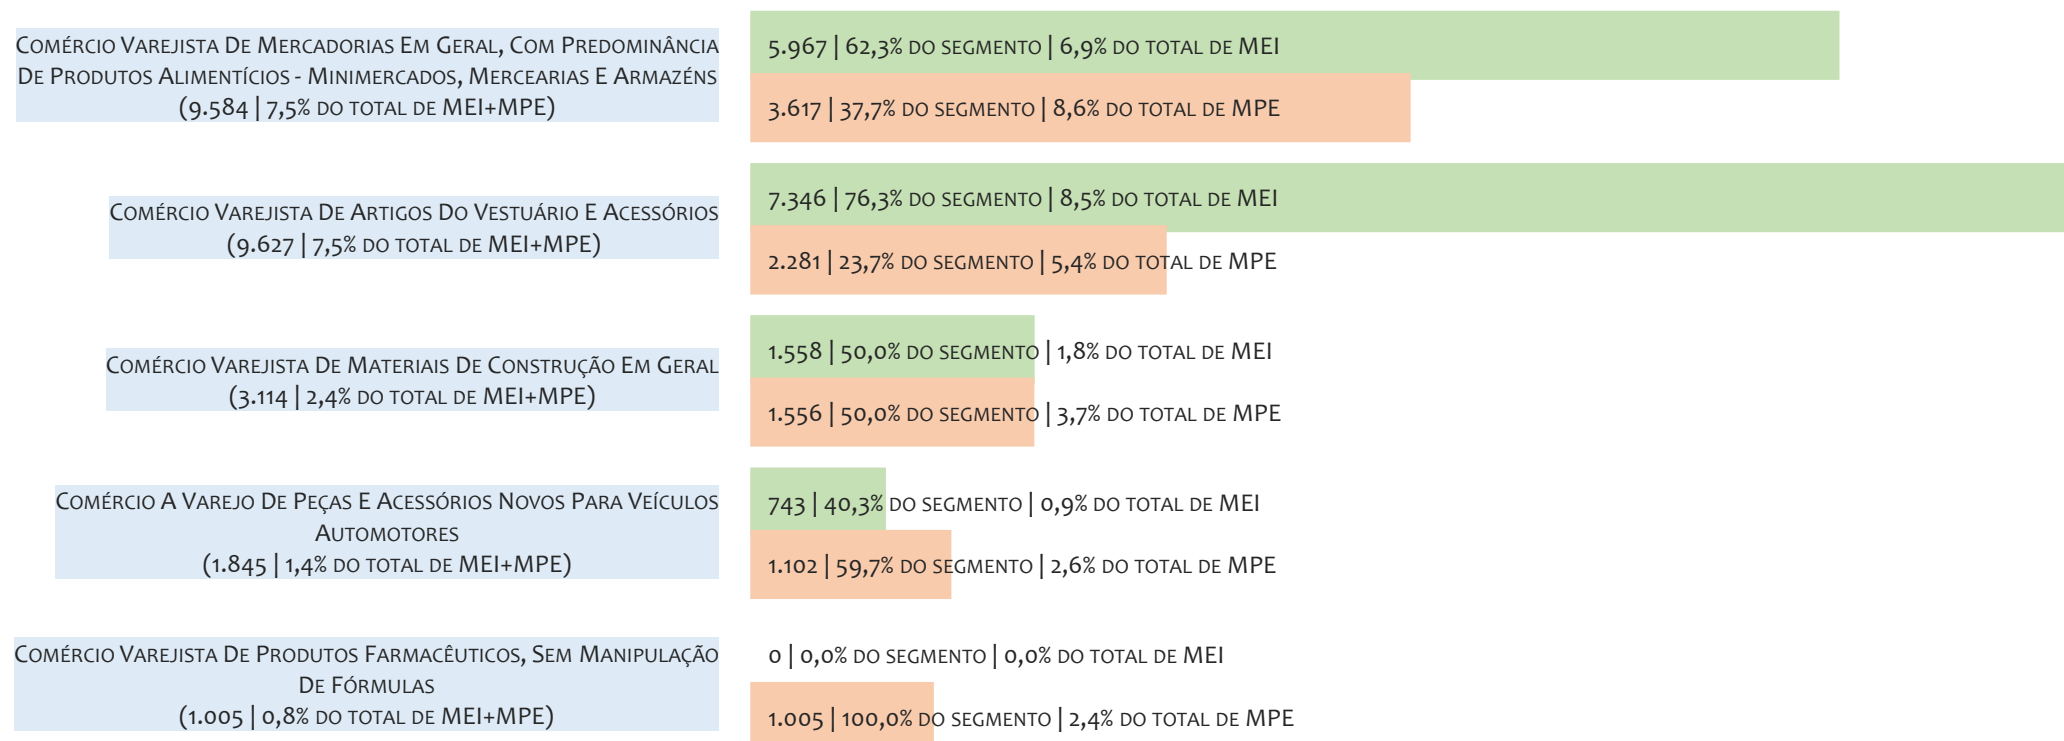 Comércio Varejista De Mercadorias Em Geral, Com Predominância
De Produtos Alimentícios - Minimercados, Mercearias E Armazéns
(9.584 | 7,5% do total de MEI+MPE)
5.967 | 62,3% do segmento | 6,9% do total de MEI
3.617 | 37,7% do segmento | 8,6% do total de MPE
Comércio Varejista De Artigos Do Vestuário E Acessórios
(9.627 | 7,5% do total de MEI+MPE)
7.346 | 76,3% do segmento | 8,5% do total de MEI
2.281 | 23,7% do segmento | 5,4% do total de MPE
Comércio Varejista De Materiais De Construção Em Geral
(3.114 | 2,4% do total de MEI+MPE)
1.558 | 50,0% do segmento | 1,8% do total de MEI
1.556 | 50,0% do segmento | 3,7% do total de MPE
Comércio A Varejo De Peças E Acessórios Novos Para Veículos
Automotores
(1.845 | 1,4% do total de MEI+MPE)
743 | 40,3% do segmento | 0,9% do total de MEI
1.102 | 59,7% do segmento | 2,6% do total de MPE
Comércio Varejista De Produtos Farmacêuticos, Sem Manipulação
De Fórmulas
(1.005 | 0,8% do total de MEI+MPE)
0 | 0,0% do segmento | 0,0% do total de MEI
1.005 | 100,0% do segmento | 2,4% do total de MPE